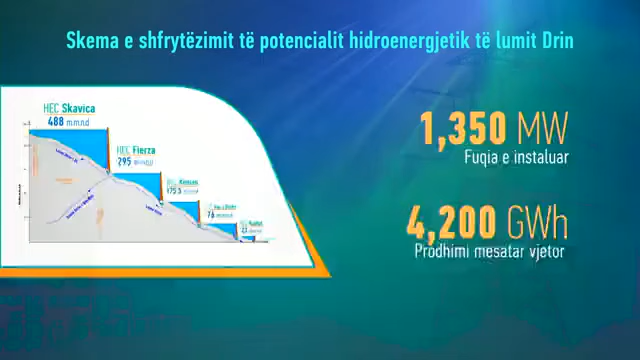 Skema e shfrytëzimit të potencialit hidroenergjetik të lumit Drin
HEC Skavica
488 m.m.n.d
HEC Fierza
295
1,350 MW
Fuqia e instaluar
4,200 GWh
Prodhimi mesatar vjetor